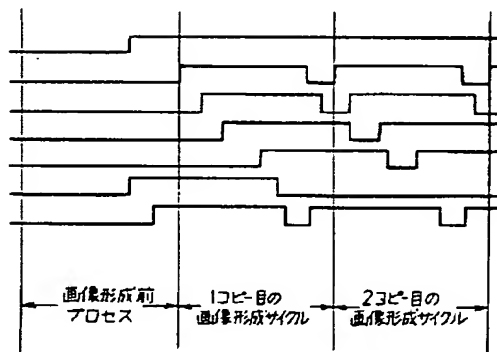 画像形成前
プロセス
1コピー目の
画像形成サイクル
2コピー目の
画像形成サイクル